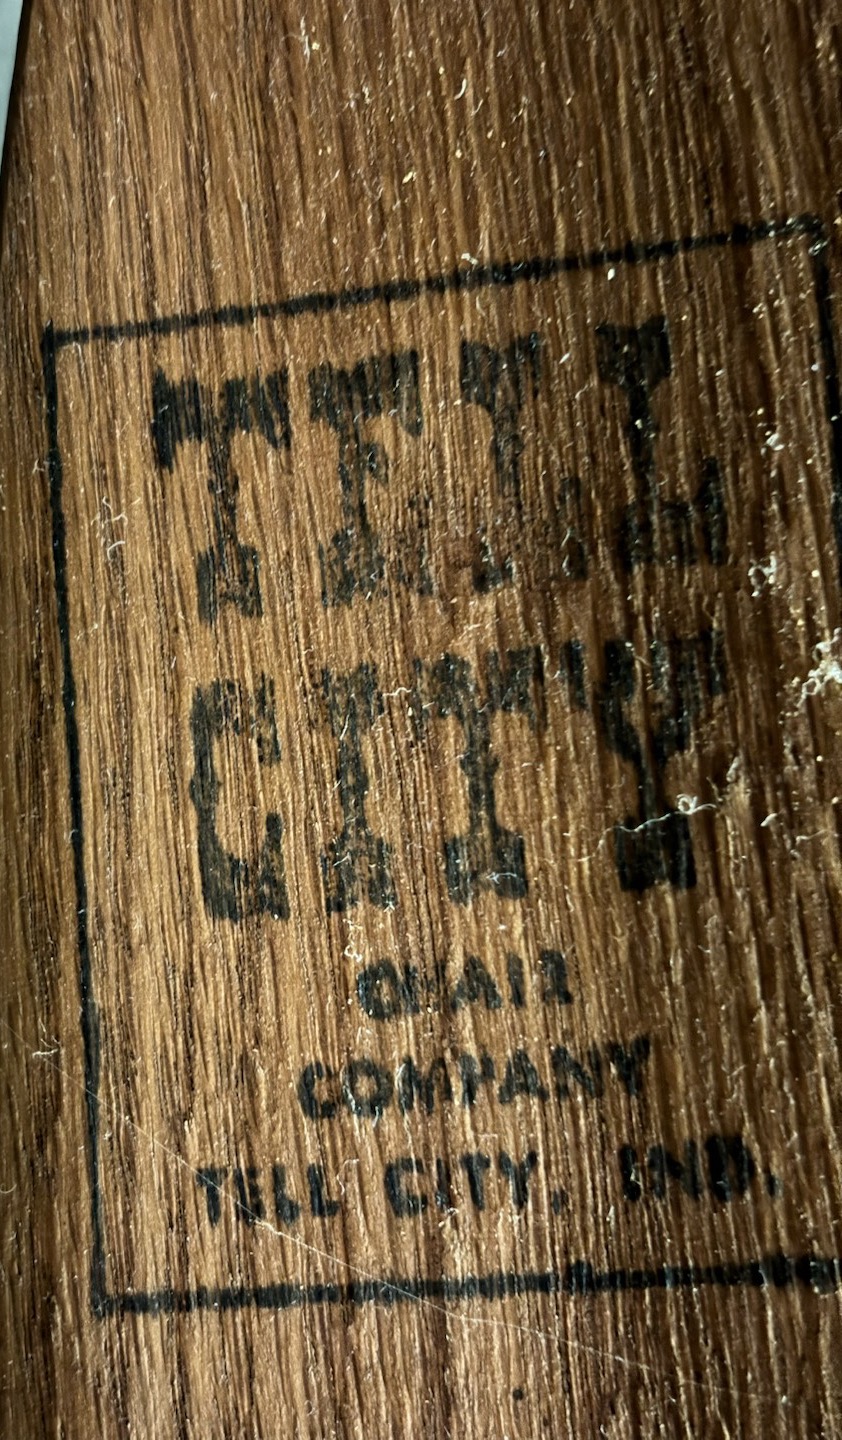 TELL
CITY
CHAIR
COMPANY
TELL CITY, IND.